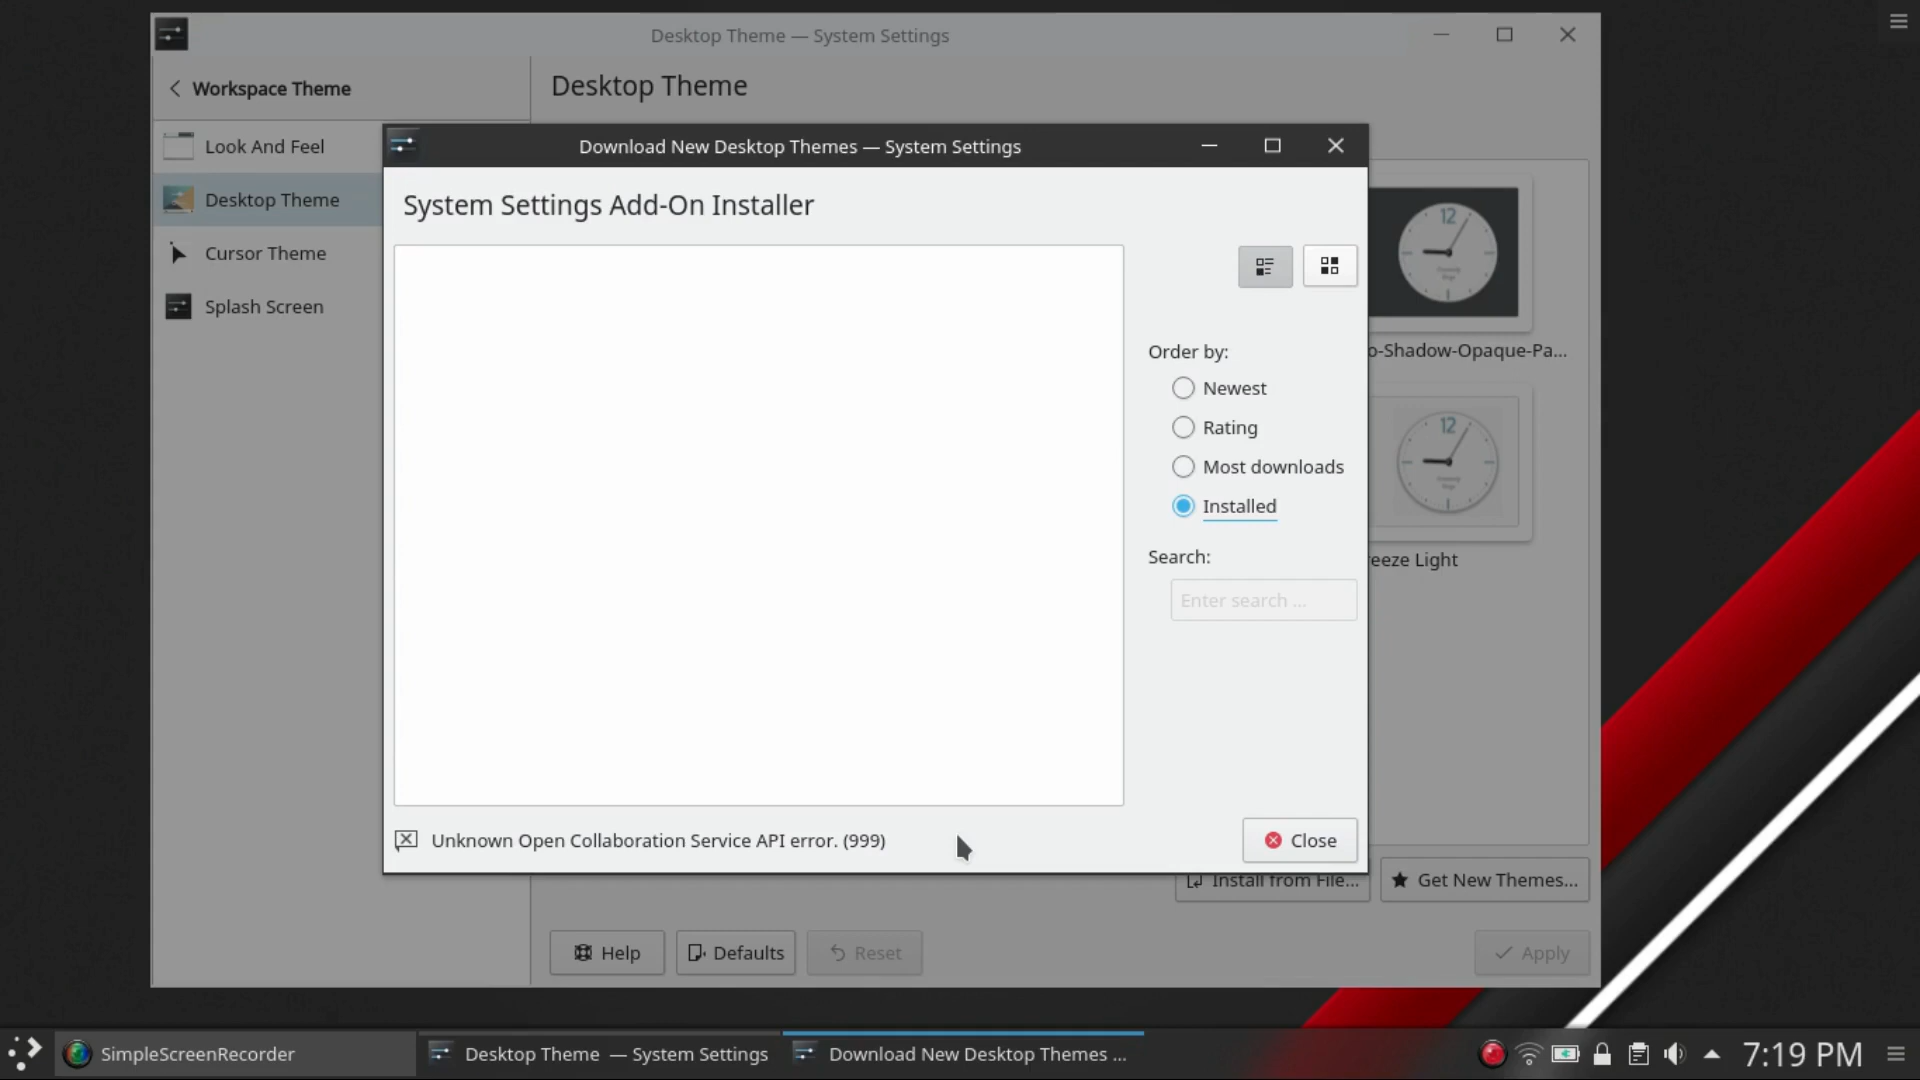 Desktop Theme — System Settings
Workspace Theme
Desktop Theme
Look And Feel
Desktop Theme
Cursor Theme
Splash Screen
Download New Desktop Themes — System Settings
System Settings Add-On Installer
Order by:
Newest
Rating
Most downloads
Installed
Search:
Enter search ...
Unknown Open Collaboration Service API error. (999)
Close
12
o-Shadow-Opaque-Pa...
12
eeze Light
Install from File...
Get New Themes...
Help
Defaults
Reset
Apply
SimpleScreenRecorder
Desktop Theme — System Settings
Download New Desktop Themes ...
7:19 PM